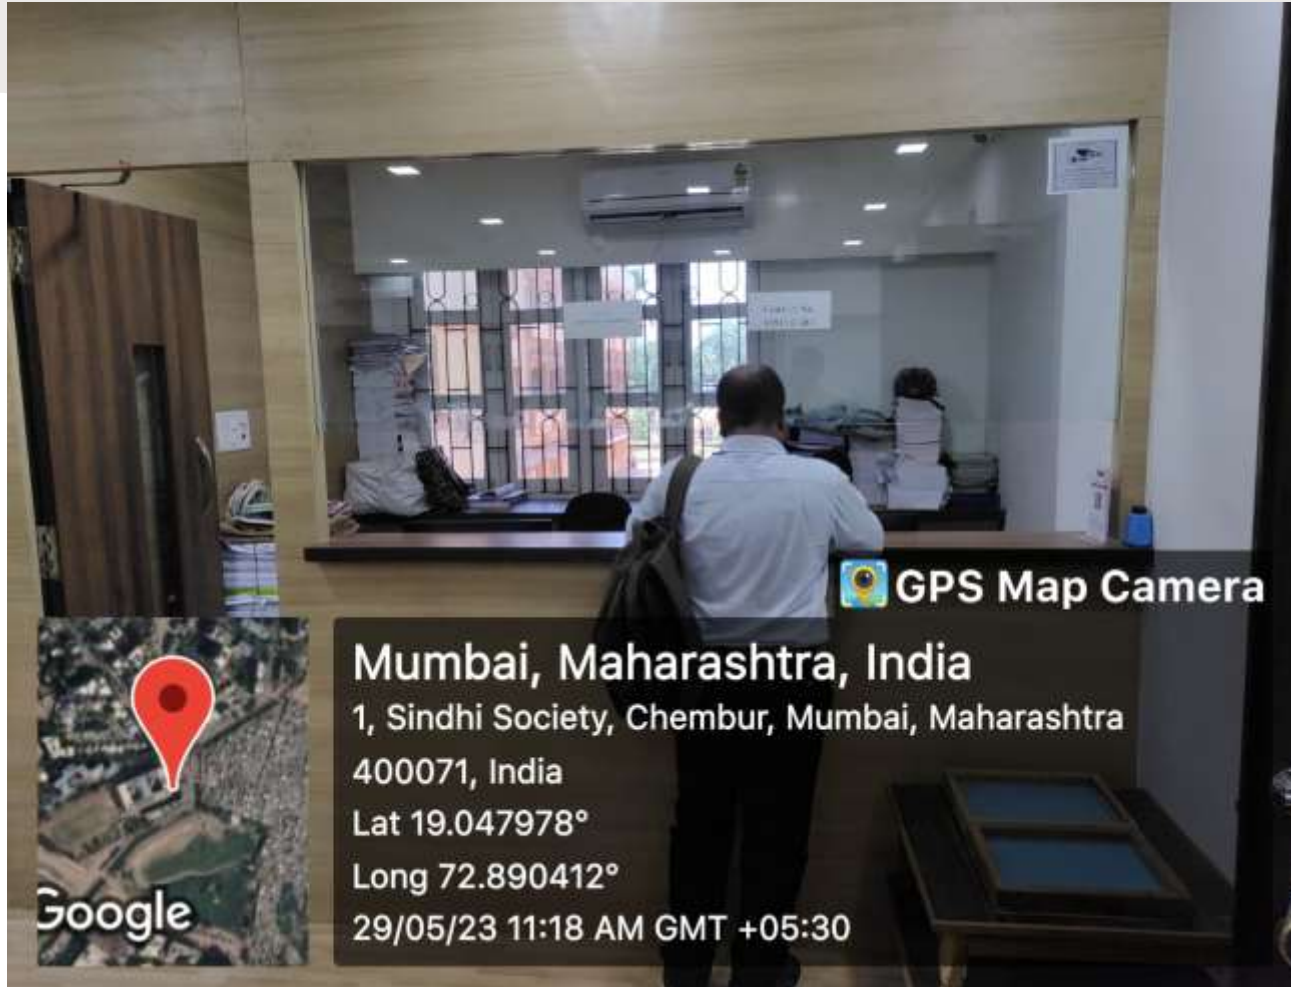 GPS Map Camera
Mumbai, Maharashtra, India
1, Sindhi Society, Chembur, Mumbai, Maharashtra
400071, India
Lat 19.047978°
Long 72.890412°
29/05/23 11:18 AM GMT +05:30
Google